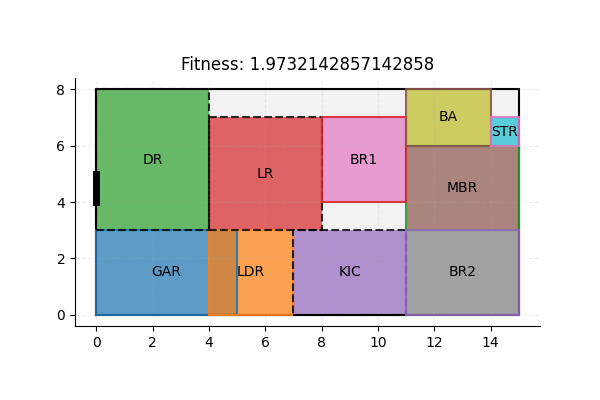 Fitness: 1.9732142857142858
8
BA
STR
6
DR
BR1
LR
MBR
4
2
GAR
LDR
KIC
BR2
0
0 2 4 6 8 10 12 14